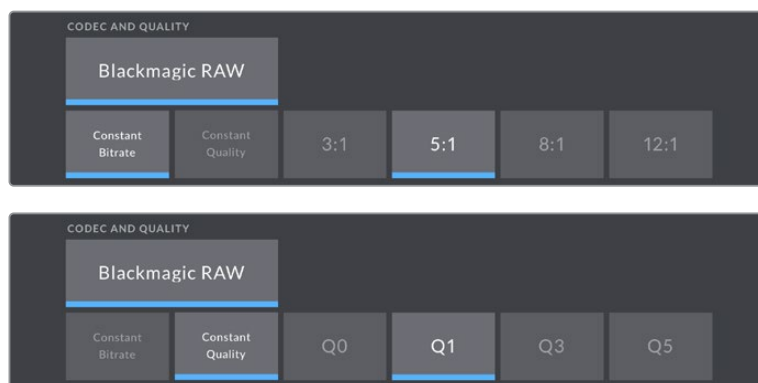 CODEC AND QUALITY
Blackmagic RAW
Constant Bitrate Constant Quality 3:1 5:1 8:1 12:1
CODEC AND QUALITY
Blackmagic RAW
Constant Bitrate Constant Quality Q0 Q1 Q3 Q5